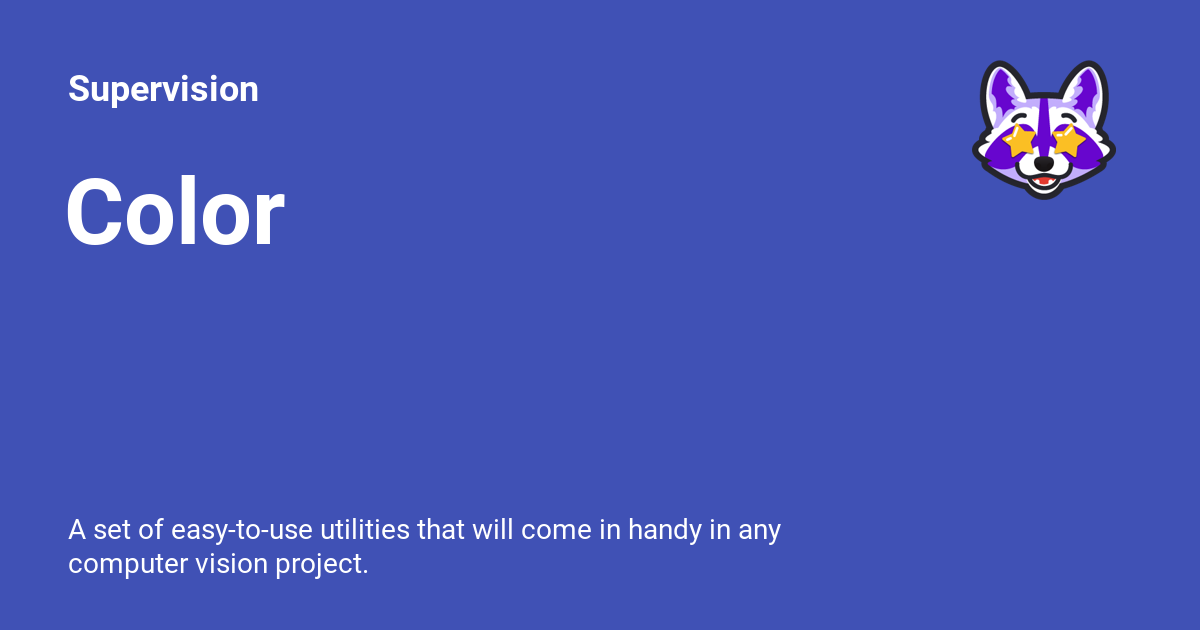 Supervision
Color
A set of easy-to-use utilities that will come in handy in any
computer vision project.